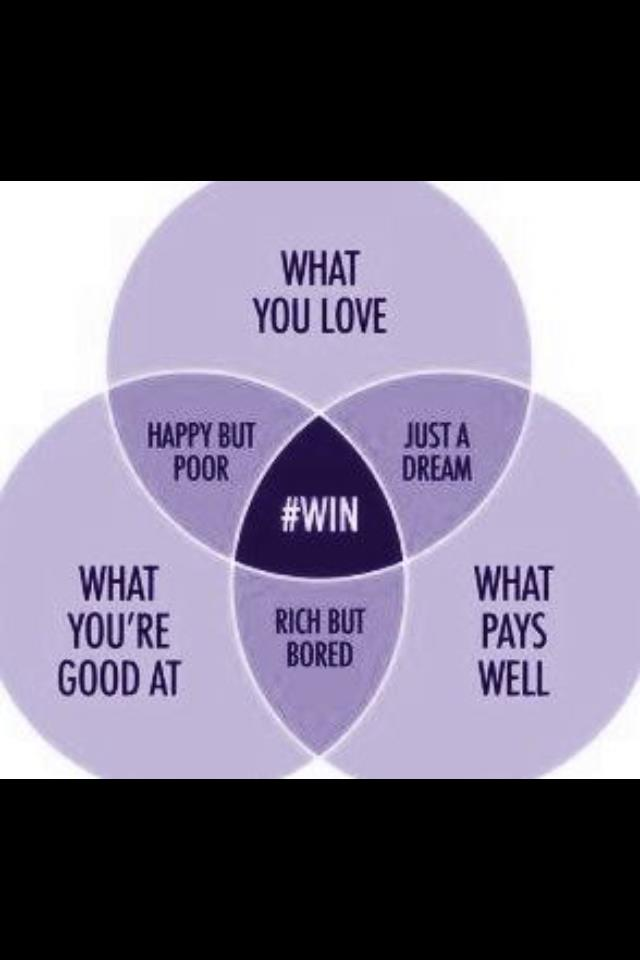 WHAT
YOU LOVE
HAPPY BUT
POOR
JUST A
DREAM
#WIN
WHAT
YOU'RE
GOOD AT
RICH BUT
BORED
WHAT
PAYS
WELL